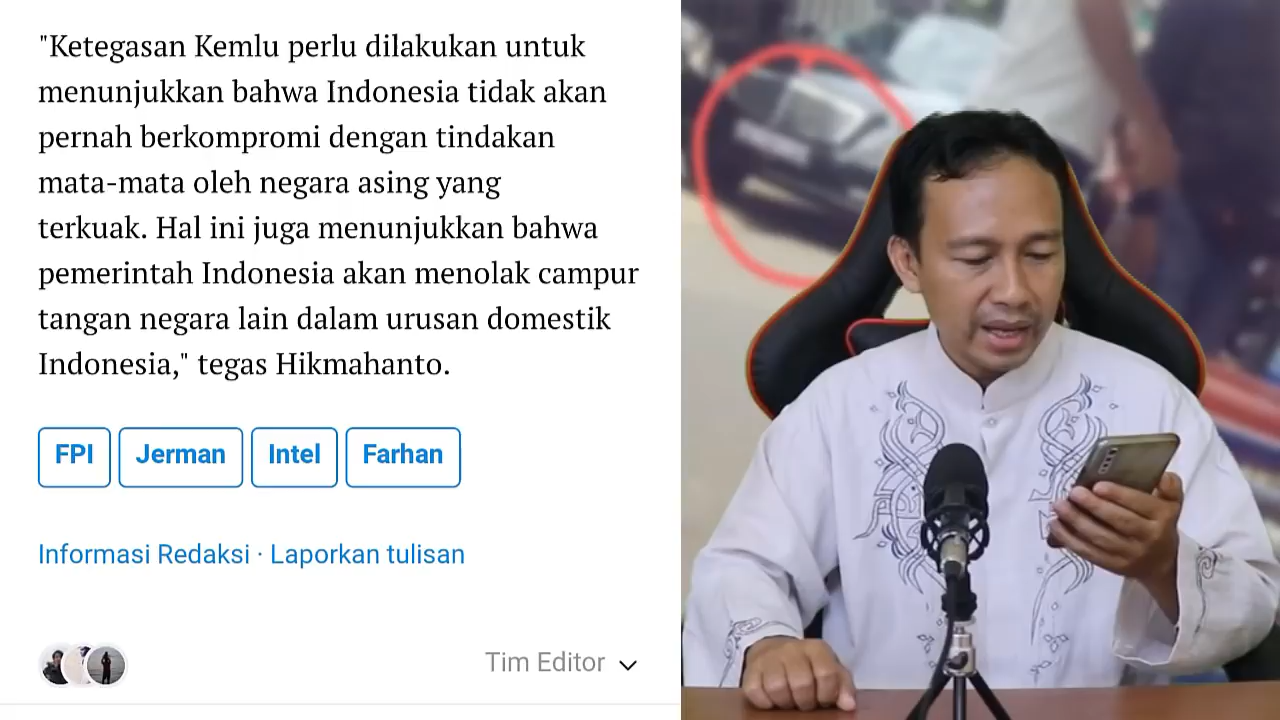 "Ketegasan Kemlu perlu dilakukan untuk
menunjukkan bahwa Indonesia tidak akan
pernah berkompromi dengan tindakan
mata-mata oleh negara asing yang
terkuak. Hal ini juga menunjukkan bahwa
pemerintah Indonesia akan menolak campur
tangan negara lain dalam urusan domestik
Indonesia," tegas Hikmahanto.
FPI
Jerman
Intel
Farhan
Informasi Redaksi · Laporkan tulisan
Tim Editor